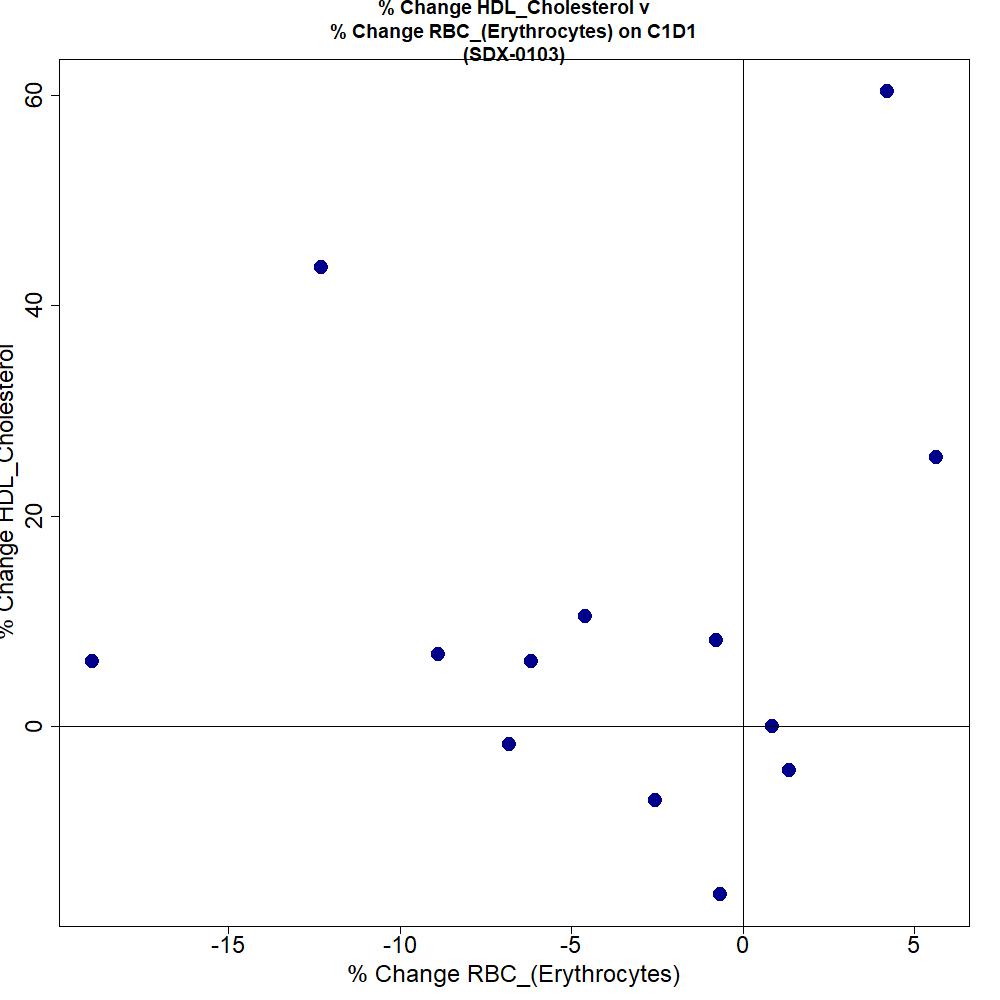 % Change HDL_Cholesterol v
% Change RBC_(Erythrocytes) on C1D1
(SDX-0103)
% Change HDL_Cholesterol
60
40
20
0
-15
-10
-5
0
5
% Change RBC_(Erythrocytes)